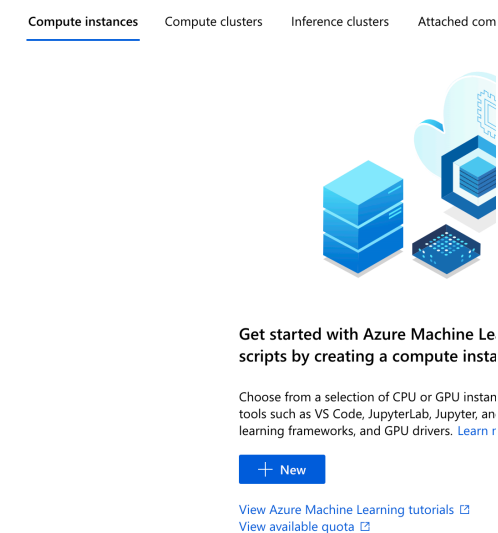 Compute instances Compute clusters Inference clusters Attached com
Get started with Azure Machine Le
scripts by creating a compute insta
Choose from a selection of CPU or GPU instan
tools such as VS Code, JupyterLab, Jupyter, an
learning frameworks, and GPU drivers. Learn
New
View Azure Machine Learning tutorials
View available quota